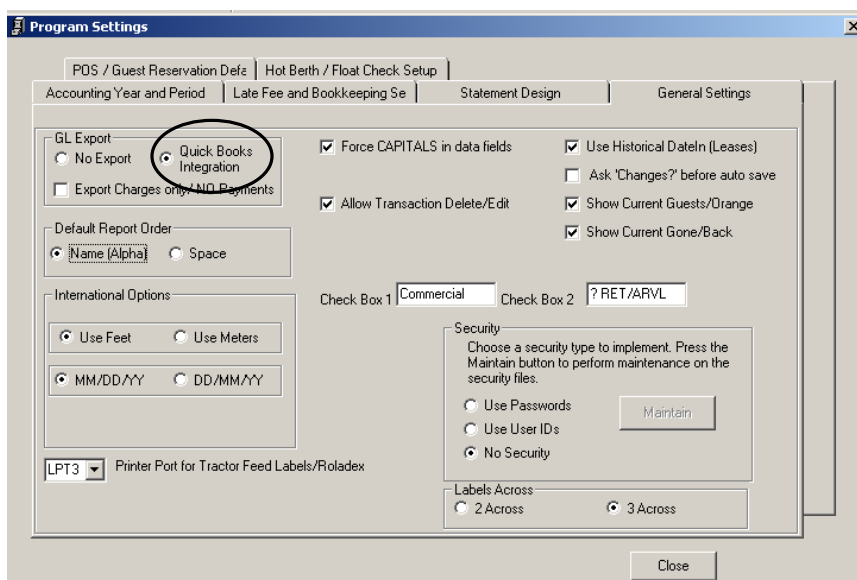 Program Settings
POS / Guest Reservation Defa
Hot Berth / Float Check Setup
Accounting Year and Period
Late Fee and Bookkeeping Se
Statement Design
General Settings
GL Export
No Export
Quick Books
Integration
Export Charges only/ NO Payments
Default Report Order
Name (Alpha)
Space
International Options
Use Feet
Use Meters
MM/DD/YY
DD/MM/YY
LPT3
Printer Port for Tractor Feed Labels/Roladex
Force CAPITALS in data fields
Allow Transaction Delete/Edit
Use Historical DateIn (Leases)
Ask 'Changes?' before auto save
Show Current Guests/Orange
Show Current Gone/Back
Check Box 1
Commercial
Check Box 2
? RET/ARVL
Security
Choose a security type to implement. Press the
Maintain button to perform maintenance on the
security files.
Use Passwords
Use User IDs
No Security
Maintain
Labels Across
2 Across
3 Across
Close